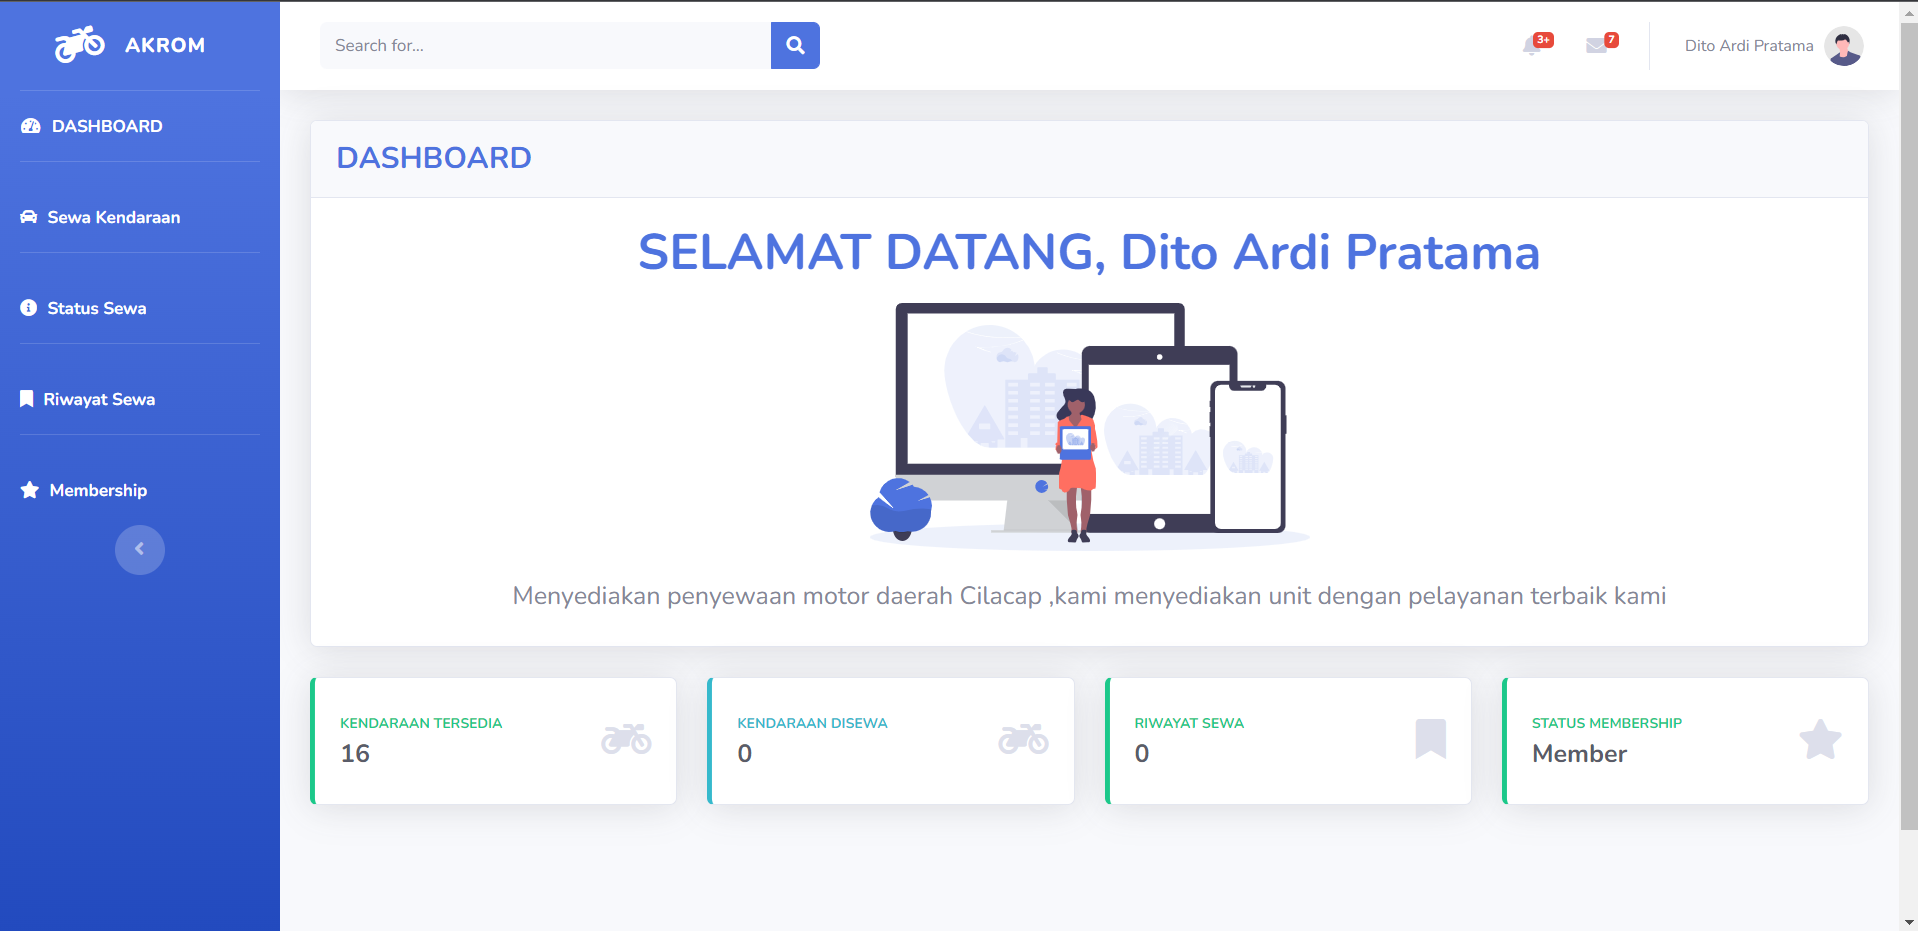 AKROM
Search for...
3+
7
Dito Ardi Pratama
DASHBOARD
Sewa Kendaraan
Status Sewa
Riwayat Sewa
Membership
DASHBOARD
SELAMAT DATANG, Dito Ardi Pratama
Menyediakan penyewaan motor daerah Cilacap ,kami menyediakan unit dengan pelayanan terbaik kami
KENDARAAN TERSEDIA
16
KENDARAAN DISEWA
0
RIWAYAT SEWA
0
STATUS MEMBERSHIP
Member